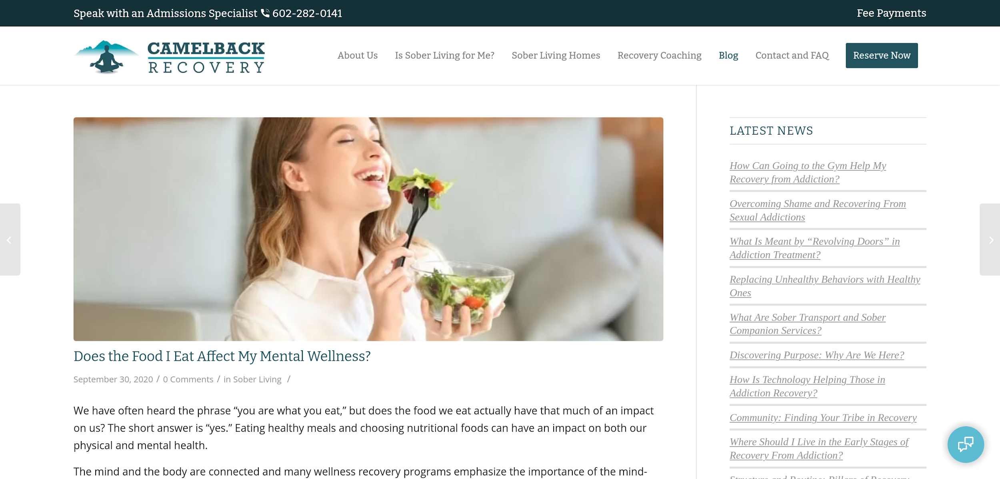 Speak with an Admissions Specialist 602-282-0141
Fee Payments
CAMELBACK
RECOVERY
About Us
Is Sober Living for Me?
Sober Living Homes
Recovery Coaching
Blog
Contact and FAQ
Reserve Now
Does the Food I Eat Affect My Mental Wellness?
September 30, 2020 / 0 Comments / in Sober Living /
We have often heard the phrase “you are what you eat,” but does the food we eat actually have that much of an impact
on us? The short answer is “yes.” Eating healthy meals and choosing nutritional foods can have an impact on both our
physical and mental health.
The mind and the body are connected and many wellness recovery programs emphasize the importance of the mind-
LATEST NEWS
How Can Going to the Gym Help My
Recovery from Addiction?
Overcoming Shame and Recovering From
Sexual Addictions
What Is Meant by “Revolving Doors” in
Addiction Treatment?
Replacing Unhealthy Behaviors with Healthy
Ones
What Are Sober Transport and Sober
Companion Services?
Discovering Purpose: Why Are We Here?
How Is Technology Helping Those in
Addiction Recovery?
Community: Finding Your Tribe in Recovery
Where Should I Live in the Early Stages of
Recovery From Addiction?
Structure and Routine: Pillars of Recovery